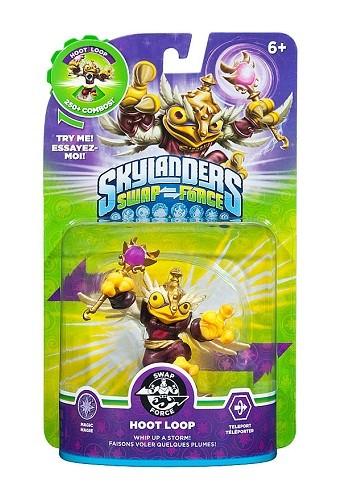 HOOT LOOP
250+ COMBOS!
6+
TRY ME!
ESSAYEZ-
MOI!
SKYLANDERS
SWAP FORCE
SWAP
FORCE
MAGIC
MAGIE
HOOT LOOP
TELEPORT
TÉLÉPORTER
WHIP UP A STORM!
FAISONS VOLER QUELQUES PLUMES!